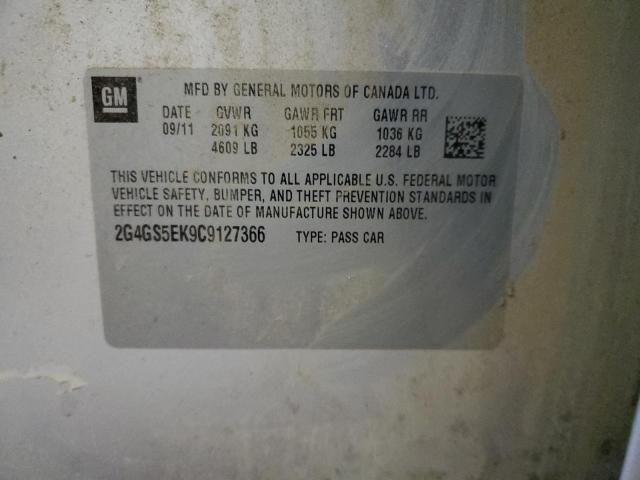 GM
MFD BY GENERAL MOTORS OF CANADA LTD.
DATE GVWR GAWR FRT GAWR RR
09/11 2091 KG 1055 KG 1036 KG
4609 LB 2325 LB 2284 LB
THIS VEHICLE CONFORMS TO ALL APPLICABLE U.S. FEDERAL MOTOR
VEHICLE SAFETY, BUMPER, AND THEFT PREVENTION STANDARDS IN
EFFECT ON THE DATE OF MANUFACTURE SHOWN ABOVE.
2G4GS5EK9C9127366 TYPE: PASS CAR